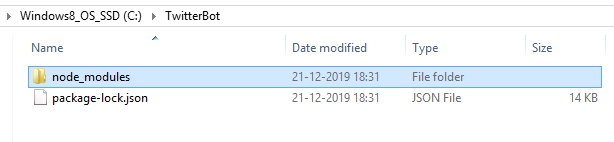 Windows8_OS_SSD (C:) TwitterBot
Name Date modified Type Size
node_modules 21-12-2019 18:31 File folder
package-lock.json 21-12-2019 18:31 JSON File 14 KB